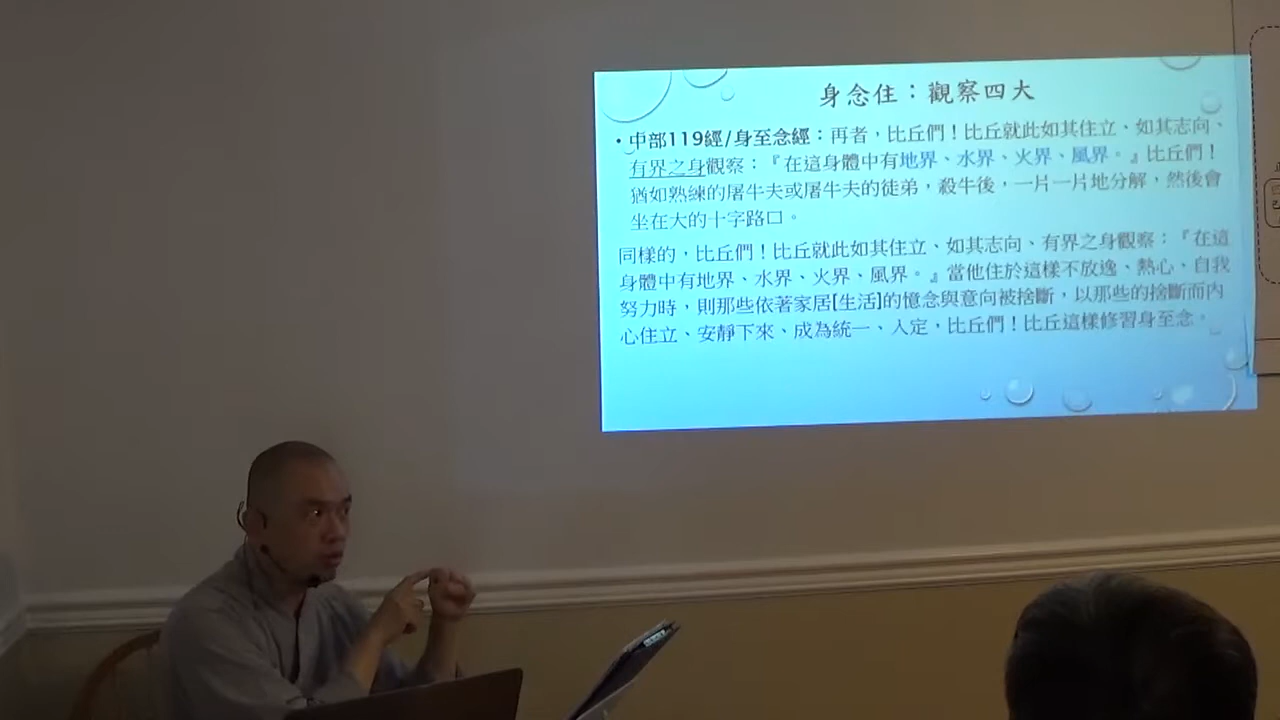 身念住：觀察四大
• 中部119經/身至念經：再者，比丘們！比丘就此如其住立、如其志向、
有界之身觀察：『在這身體中有地界、水界、火界、風界。』比丘們！
猶如熟練的屠牛夫或屠牛夫的徒弟，殺牛後，一片一片地分解，然後會
坐在大的十字路口。
同樣的，比丘們！比丘就此如其住立、如其志向、有界之身觀察：『在這
身體中有地界、水界、火界、風界。』當他住於這樣不放逸、熱心、自我
努力時，則那些依著家居[生活]的憶念與意向被捨斷，以那些的捨斷而內
心住立、安靜下來、成為統一、入定，比丘們！比丘這樣修習身至念。